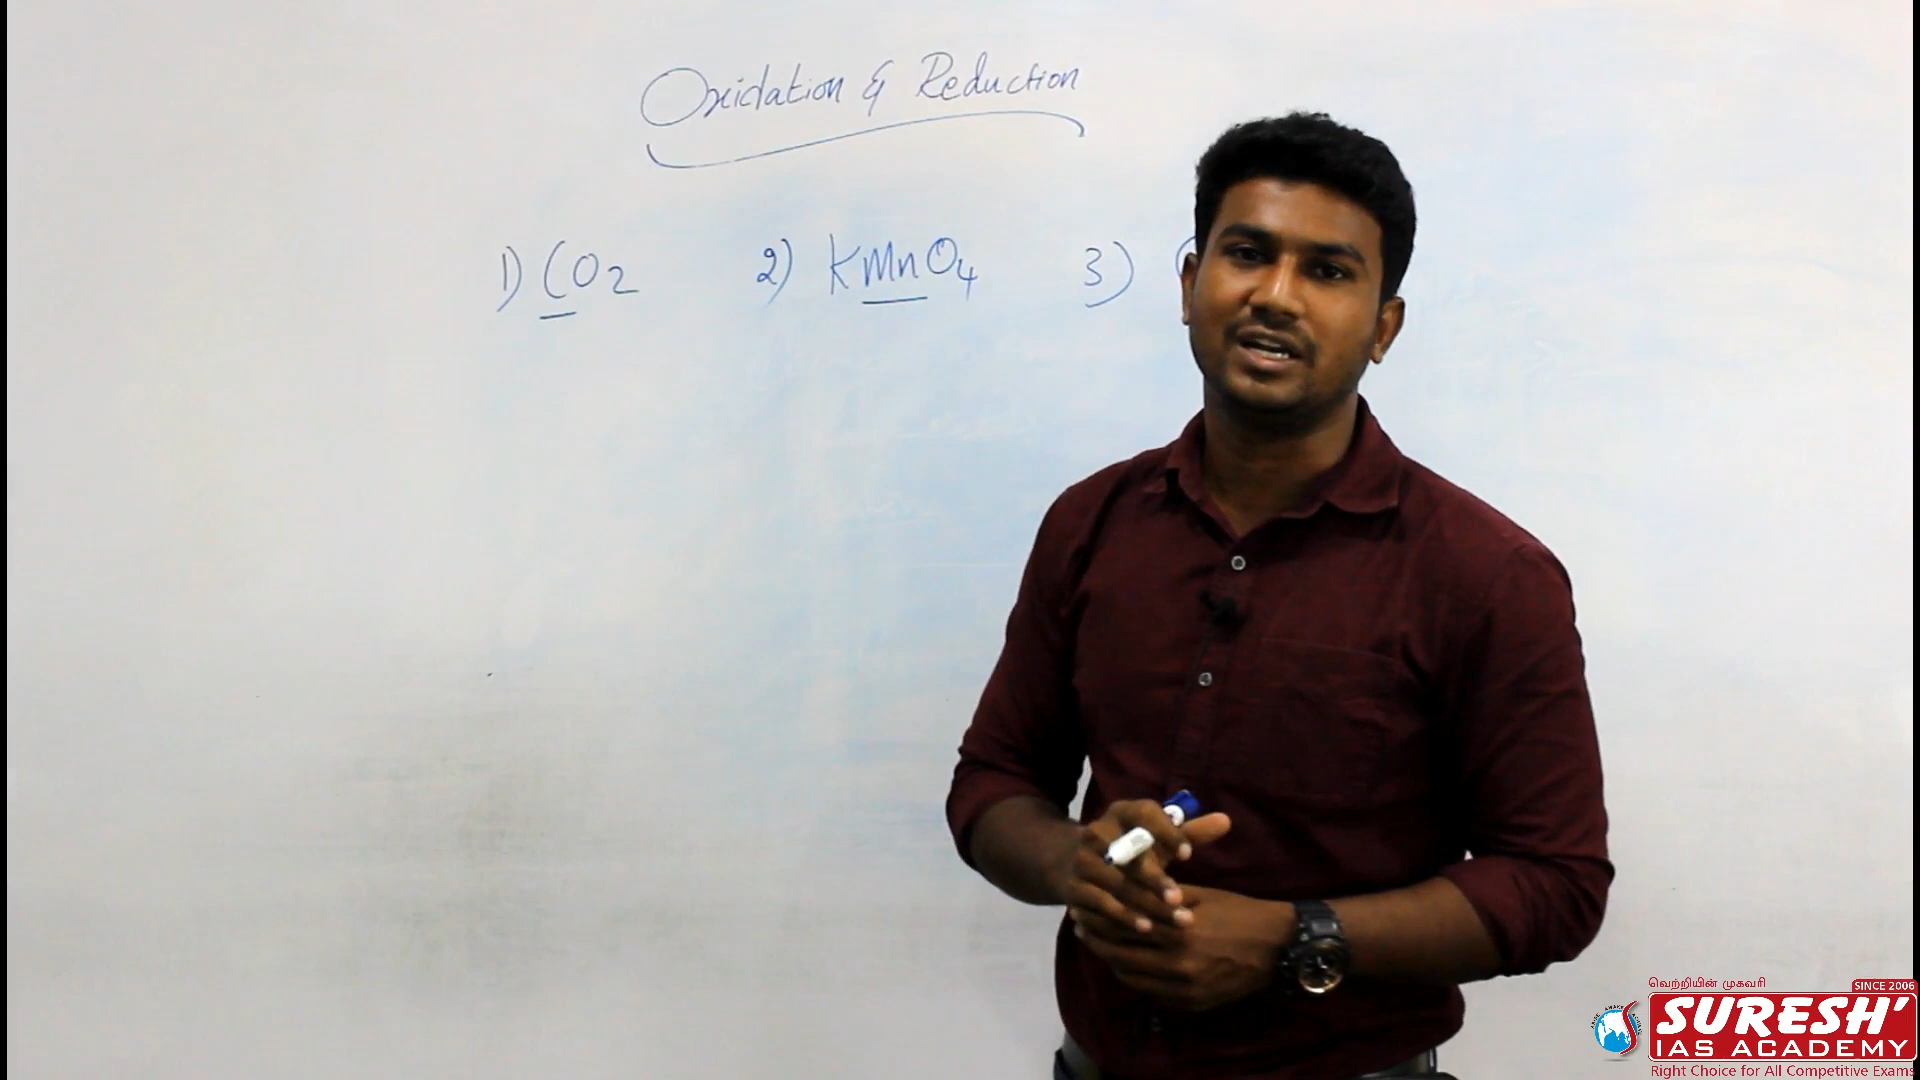 Oxidation & Reduction
1) CO2 2) KMnO4 3)
வெற்றியின் முகவரி
SINCE 2006
SURESH'
IAS ACADEMY
Right Choice for All Competitive Exams